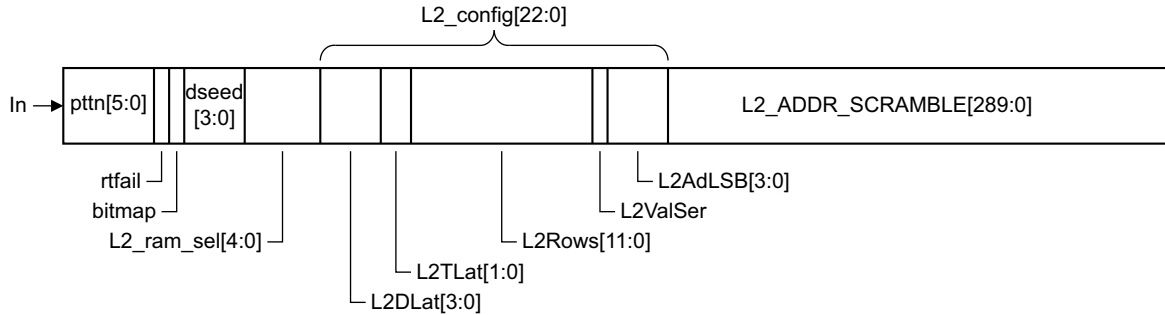 L2_config[22:0]
In
pttn[5:0]
dseed
[3:0]
L2_ADDR_SCRAMBLE[289:0]
rtfail
L2AdLSB[3:0]
bitmap
L2ValSer
L2_ram_sel[4:0]
L2Rows[11:0]
L2TLat[1:0]
L2DLat[3:0]